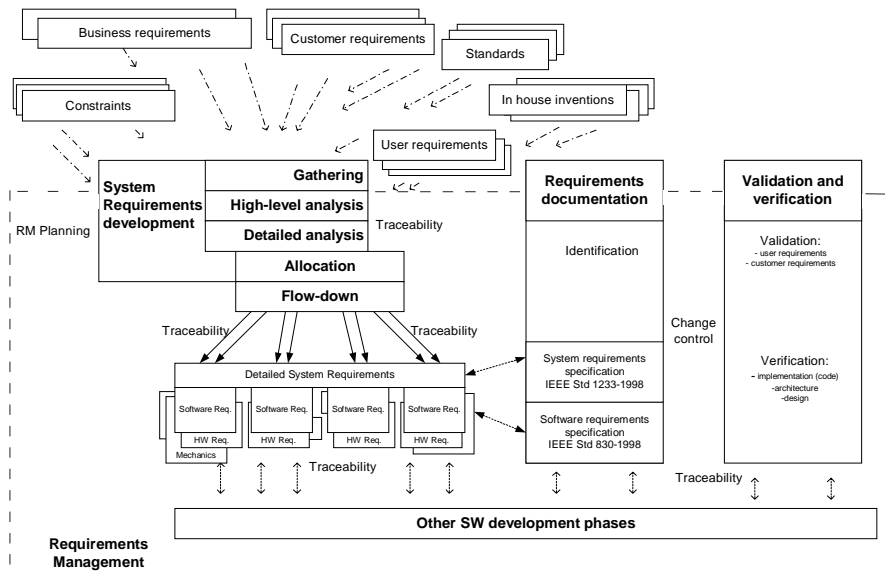 Business requirements
Customer requirements
Standards
Constraints
In house inventions
User requirements
System
Requirements
development
Gathering
High-level analysis
Detailed analysis
Allocation
Flow-down
RM Planning
Traceability
Requirements
documentation
Identification
Validation and
verification
Validation:
- user requirements
- customer requirements
Change
control
Traceability
Traceability
Detailed System Requirements
Software Req.
Software Req.
Software Req.
Software Req.
HW Req.
HW Req.
HW Req.
HW Req.
Mechanics
Traceability
System requirements
specification
IEEE Std 1233-1998
Software requirements
specification
IEEE Std 830-1998
Verification:
- implementation (code)
-architecture
-design
Traceability
Other SW development phases
Requirements
Management